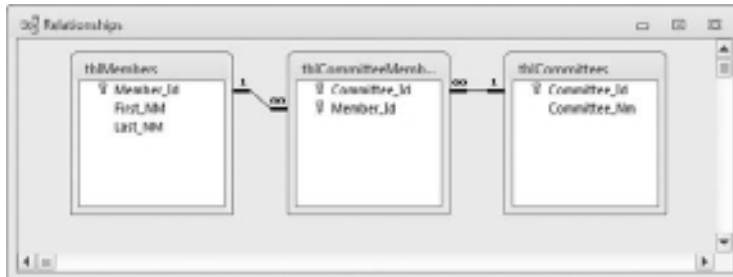 Relationships
tblMembers
Member_Id
First_NM
Last_NM
1
∞
tblCommitteeMemb...
Committee_Id
Member_Id
∞
1
tblCommittees
Committee_Id
Committee_Nm